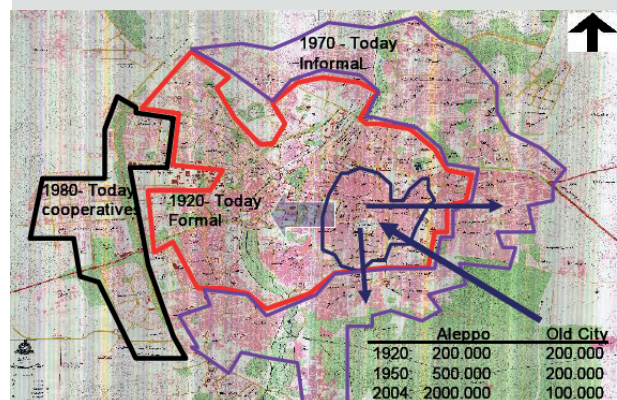 1970 - Today
Informal
1980- Today
cooperatives
1920- Today
Formal
Aleppo Old City
1920: 200.000 200.000
1950: 500.000 200.000
2004: 2000.000 100.000